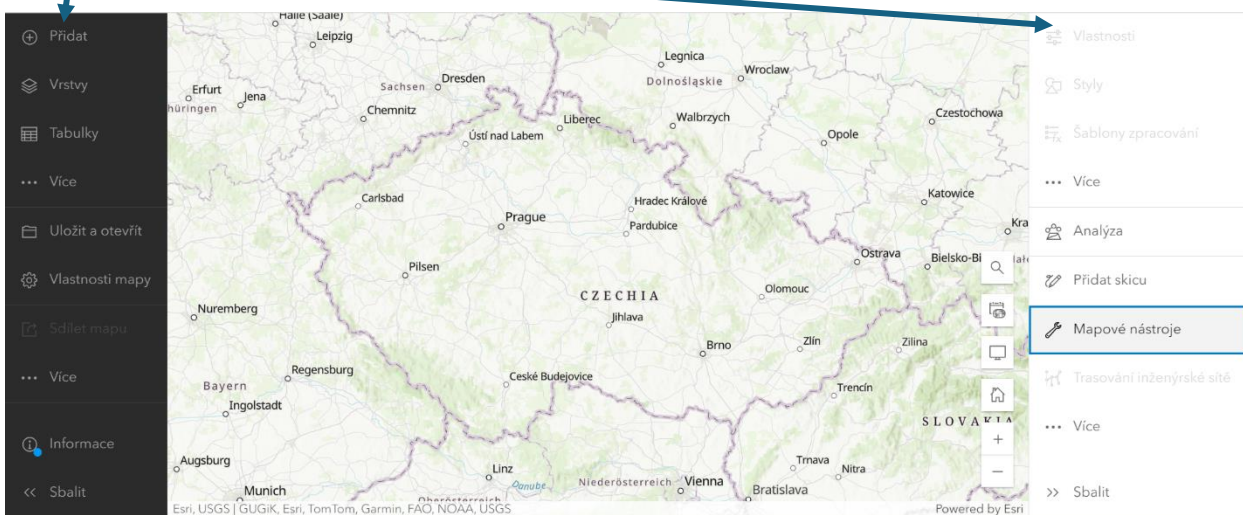 Přidat
Vrstvy
Tabulky
Více
Uložit a otevřít
Vlastnosti mapy
Sdílet mapu
Více
Informace
Sbalit
Halle (Saale)
Leipzig
Legnica
Wroclaw
Dresden
Sachsen
Dolnośląskie
Erfurt
Jena
Chemnitz
Liberec
Walbrzych
Czestochowa
Ústí nad Labem
Opole
Carlsbad
Hradec Králové
Katowice
Prague
Pardubice
Kra
Ostrava
Pilsen
Olomouc
CZECHIA
Nuremberg
Jihlava
Brno
Zlín
Zilina
Regensburg
České Budejovice
Bayern
Trencín
Ingolstadt
SLOVAKIA
Augsburg
Linz
Trnava
Nitra
Danube
Niederösterreich
Vienna
Munich
Oberösterreich
Bratislava
Esri, USGS | GUGiK, Esri, TomTom, Garmin, FAO, NOAA, USGS
Powered by Esri
Vlastnosti
Styly
Šablony zpracování
Více
Analýza
Přidat skicu
Mapové nástroje
Trasování inženýrské sítě
Více
Sbalit